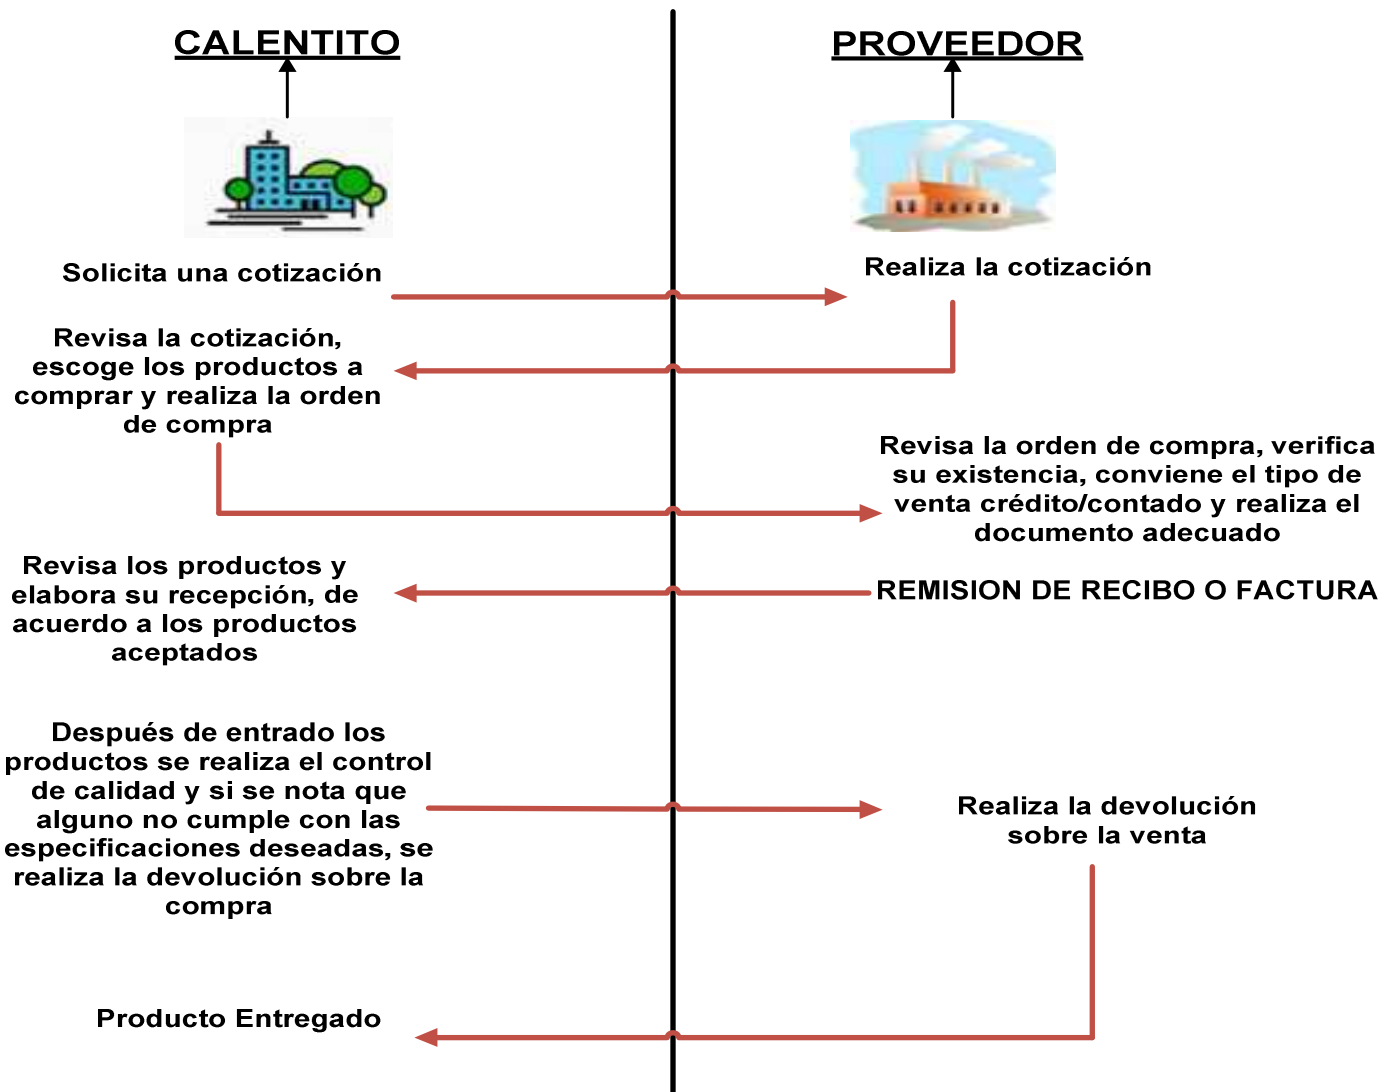 CALENTITO
PROVEEDOR
Solicita una cotización
Realiza la cotización
Revisa la cotización,
escoge los productos a
comprar y realiza la orden
de compra
Revisa la orden de compra, verifica
su existencia, conviene el tipo de
venta crédito/contado y realiza el
documento adecuado
REMISION DE RECIBO O FACTURA
Revisa los productos y
elabora su recepción, de
acuerdo a los productos
aceptados
Después de entrado los
productos se realiza el control
de calidad y si se nota que
alguno no cumple con las
especificaciones deseadas, se
realiza la devolución sobre la
compra
Realiza la devolución
sobre la venta
Producto Entregado